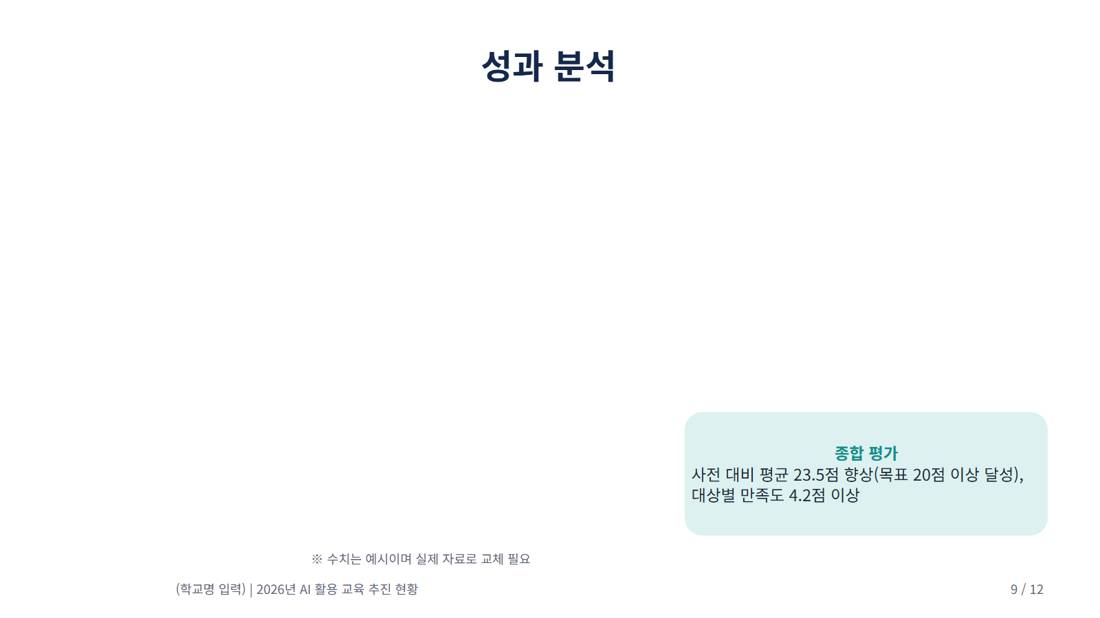 성과 분석
종합 평가
사전 대비 평균 23.5점 향상(목표 20점 이상 달성),
대상별 만족도 4.2점 이상
※ 수치는 예시이며 실제 자료로 교체 필요
(학교명 입력) | 2026년 AI 활용 교육 추진 현황
9 / 12